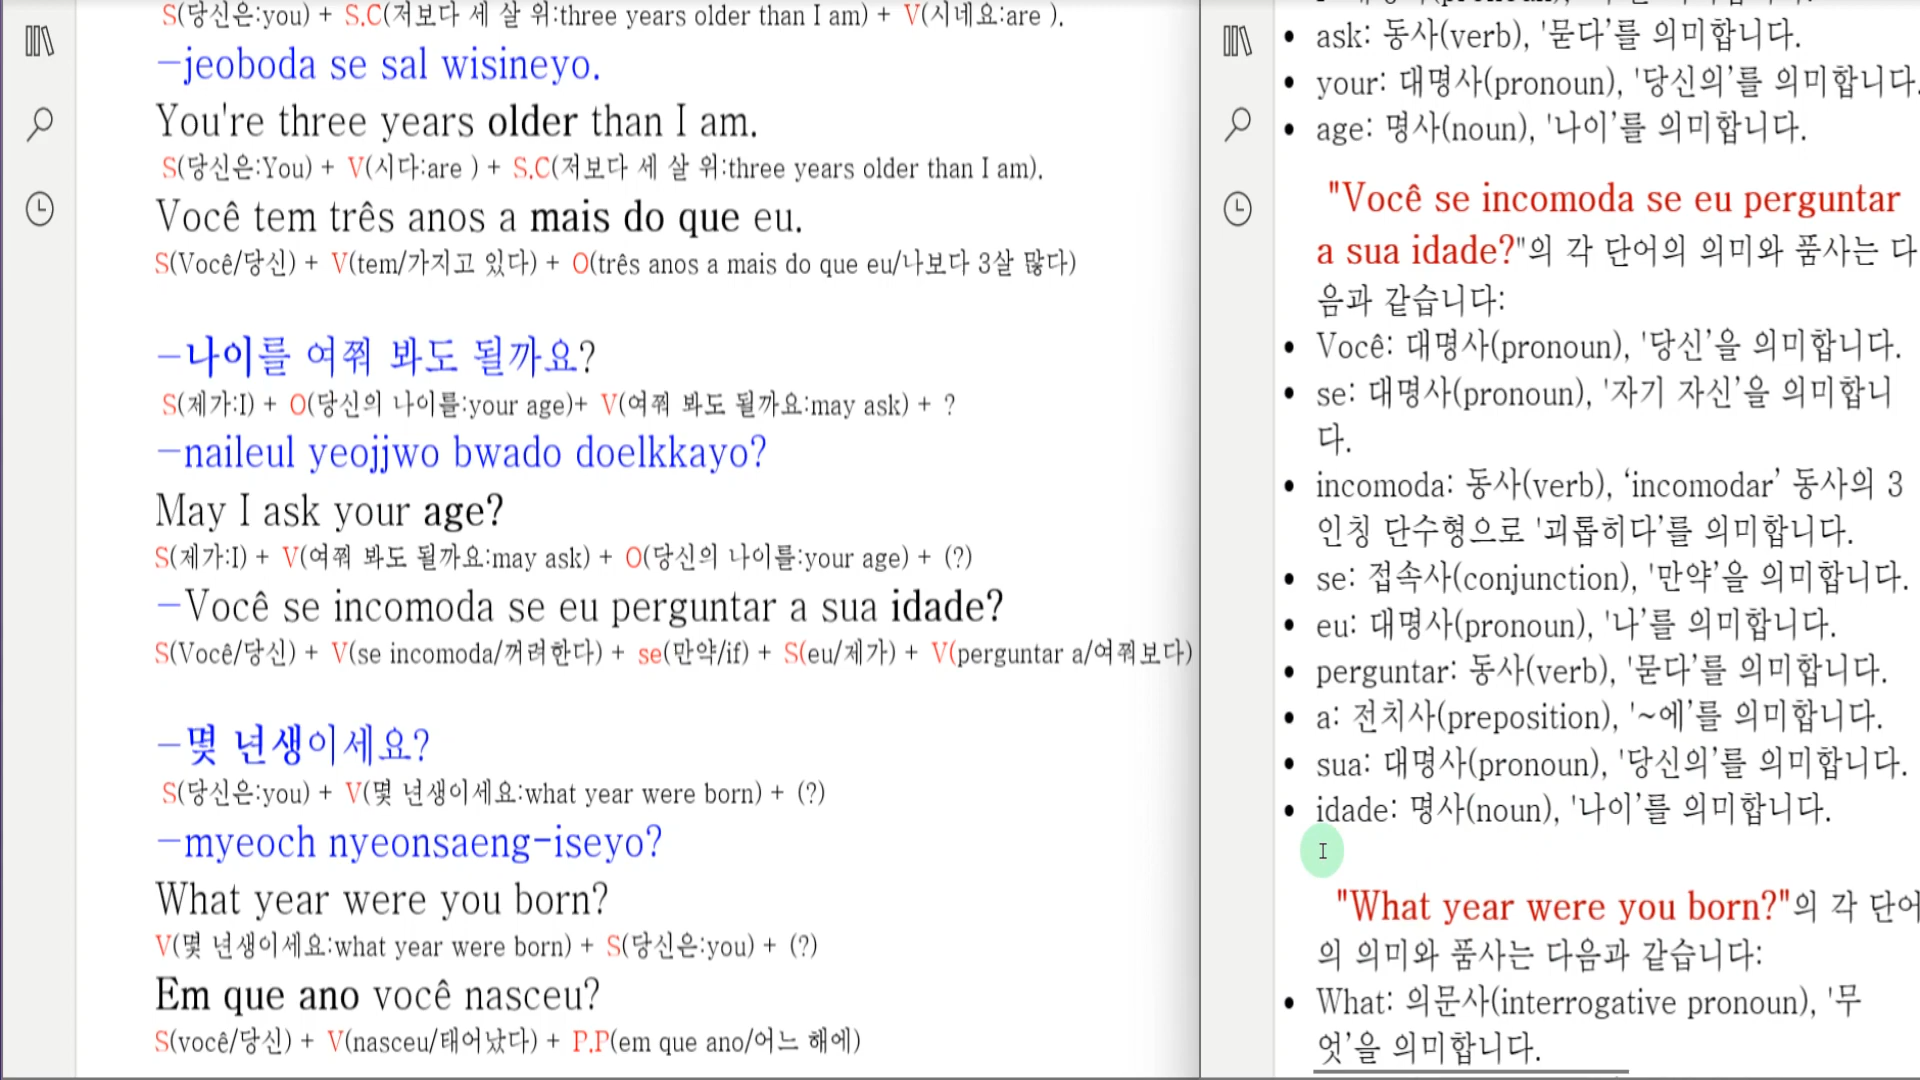 S(당신은:you) + S.C(저보다 세 살 위:three years older than I am) + V(시네요:are ).
–jeoboda se sal wisineyo.
You're three years older than I am.
S(당신은:You) + V(시다:are ) + S.C(저보다 세 살 위:three years older than I am).
Você tem três anos a mais do que eu.
S(Você/당신) + V(tem/가지고 있다) + O(três anos a mais do que eu/나보다 3살 많다)
–나이를 여쭤 봐도 될까요?
S(제가:I) + O(당신의 나이를:your age)+ V(여쭤 봐도 될까요:may ask) + ?
–naileul yeojjwo bwado doelkkayo?
May I ask your age?
S(제가:I) + V(여쭤 봐도 될까요:may ask) + O(당신의 나이를:your age) + (?)
–Você se incomoda se eu perguntar a sua idade?
S(Você/당신) + V(se incomoda/꺼려한다) + se(만약/if) + S(eu/제가) + V(perguntar a/여쭤보다)
–몇 년생이세요?
S(당신은:you) + V(몇 년생이세요:what year were born) + (?)
–myeoch nyeonsaeng-iseyo?
What year were you born?
V(몇 년생이세요:what year were born) + S(당신은:you) + (?)
Em que ano você nasceu?
S(você/당신) + V(nasceu/태어났다) + P.P(em que ano/어느 해에)
• ask: 동사(verb), '묻다'를 의미합니다.
• your: 대명사(pronoun), '당신의'를 의미합니다.
• age: 명사(noun), '나이'를 의미합니다.
"Você se incomoda se eu perguntar
a sua idade?"의 각 단어의 의미와 품사는 다
음과 같습니다:
• Você: 대명사(pronoun), '당신'을 의미합니다.
• se: 대명사(pronoun), '자기 자신'을 의미합니
다.
• incomoda: 동사(verb), ‘incomodar’ 동사의 3
인칭 단수형으로 '괴롭히다'를 의미합니다.
• se: 접속사(conjunction), '만약'을 의미합니다.
• eu: 대명사(pronoun), '나'를 의미합니다.
• perguntar: 동사(verb), '묻다'를 의미합니다.
• a: 전치사(preposition), '~에'를 의미합니다.
• sua: 대명사(pronoun), '당신의'를 의미합니다.
• idade: 명사(noun), '나이'를 의미합니다.
"What year were you born?"의 각 단어
의 의미와 품사는 다음과 같습니다:
• What: 의문사(interrogative pronoun), '무
엇'을 의미합니다.